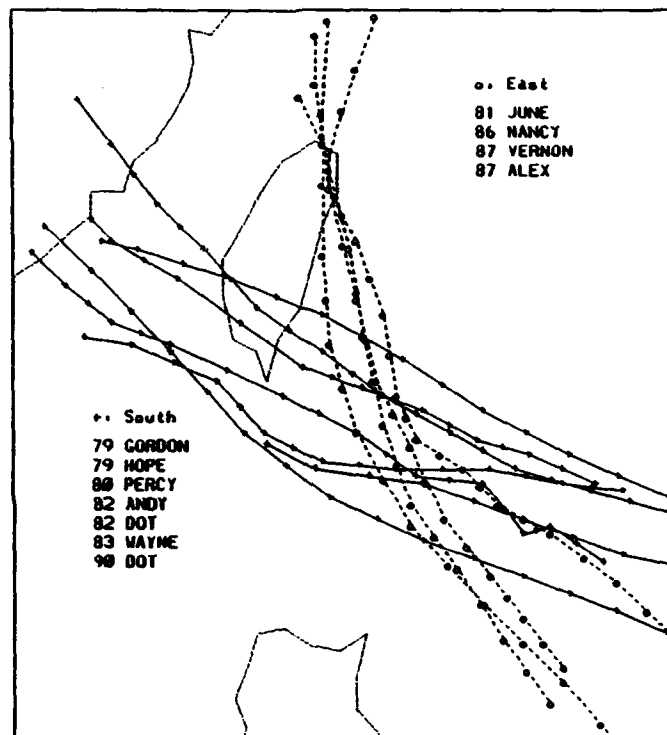 o. East
81 JUNE
86 NANCY
87 VERNON
87 ALEX
+. South
79 GORDON
79 HOPE
80 PERCY
82 ANDY
82 DOT
83 WAYNE
90 DOT